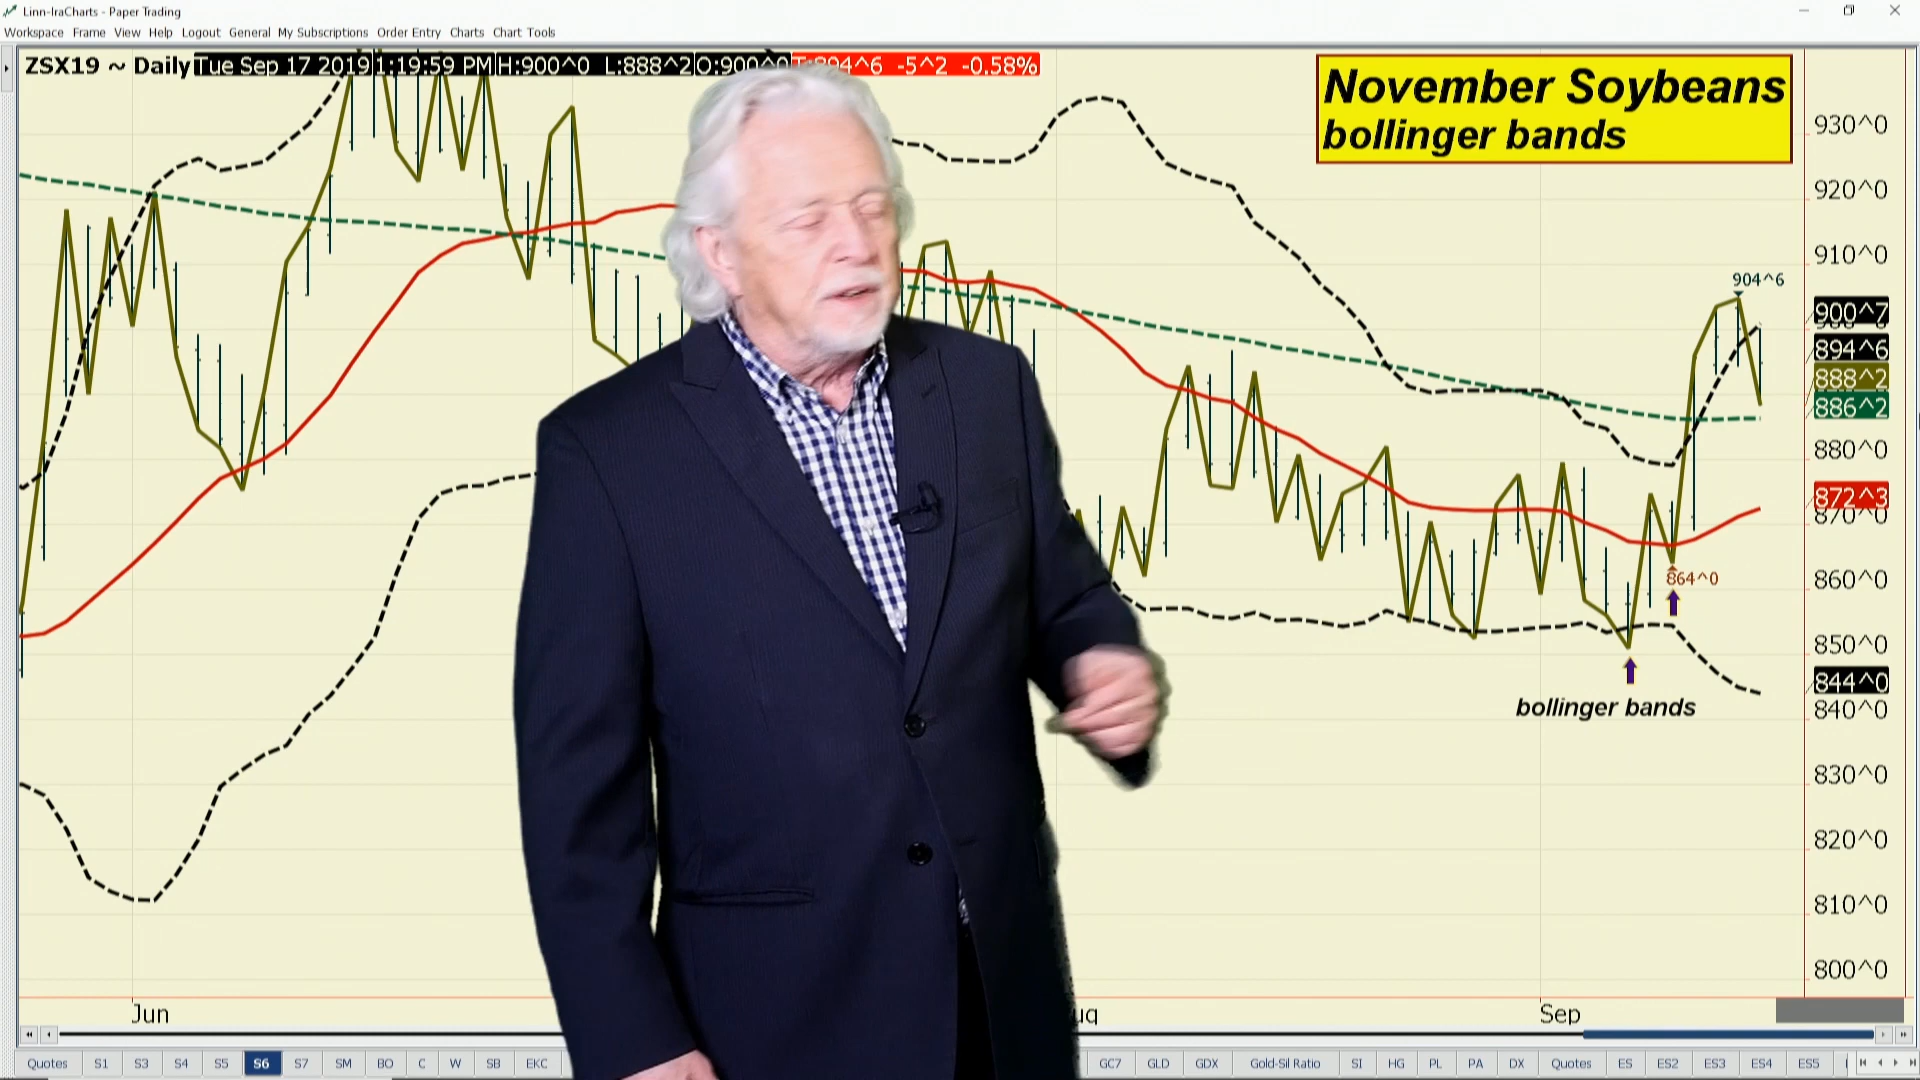 Linn-IraCharts - Paper Trading
Workspace Frame View Help Logout General My Subscriptions Order Entry Charts Chart Tools
ZSX19 ~ Daily Tue Sep 17 2019 1:19:59 PM H:900^0 L:888^2 O:900^0 894^6 -5^2 -0.58%
November Soybeans
bollinger bands
930^0
920^0
910^0
904^6
900^7
894^6
888^2
886^2
880^0
872^3
870^0
864^0
860^0
850^0
844^0
bollinger bands
840^0
830^0
820^0
810^0
800^0
Jun Sep
Quotes S1 S3 S4 S5 S6 S7 SM BO C W SB EKC GC7 GLD GDX Gold-Sil Ratio SI HG PL PA DX Quotes ES ES2 ES3 ES4 ES5